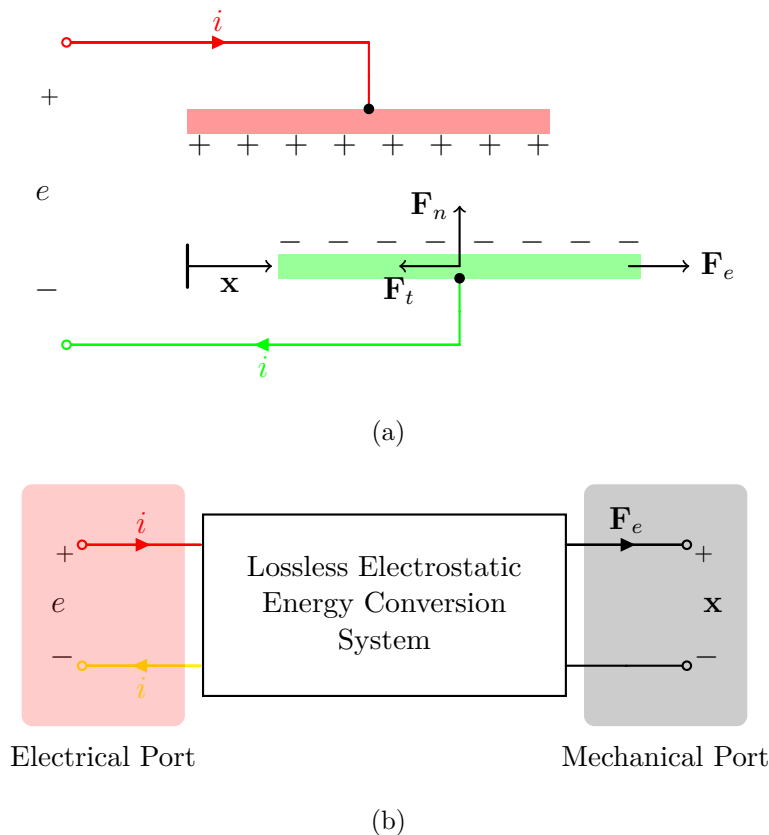 i
+
+ + + + + + + +
e
F_n
− − − − − − − −
F_e
x
F_t
−
i
(a)
i
F_e
+
+
Lossless Electrostatic
e
Energy Conversion
x
System
−
−
i
Electrical Port
Mechanical Port
(b)